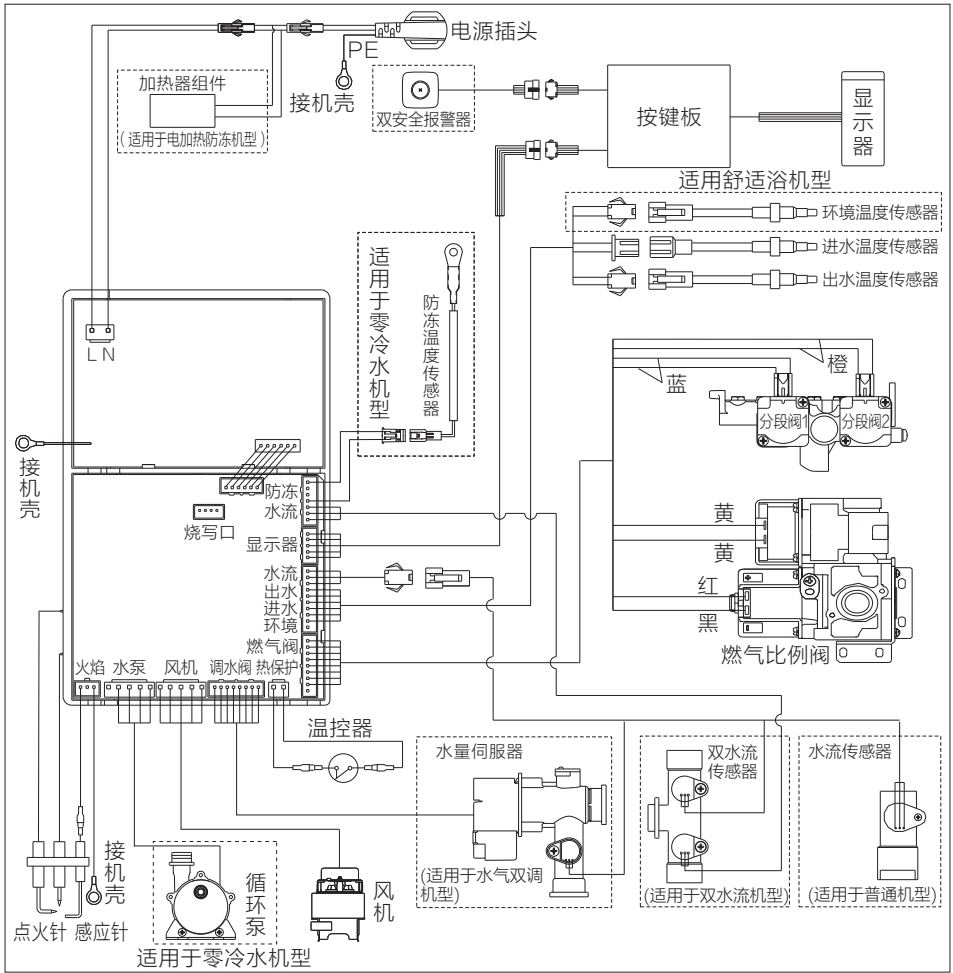 电源插头
PE
接机壳
加热器组件
(适用于电加热防冻机型)
双安全报警器
按键板
显示器
适用舒适浴机型
环境温度传感器
进水温度传感器
出水温度传感器
适用于零冷水机型
防冻温度传感器
L N
接机壳
烧写口
防冻
水流
显示器
水流
出水
进水
环境
燃气阀
火焰
水泵
风机
调水阀
热保护
橙
蓝
分段阀1
分段阀2
黄
黄
红
黑
燃气比例阀
温控器
水量伺服器
(适用于水气双调
机型)
双水流
传感器
(适用于双水流机型)
水流传感器
(适用于普通机型)
接机壳
点火针
感应针
循环泵
适用于零冷水机型
风机